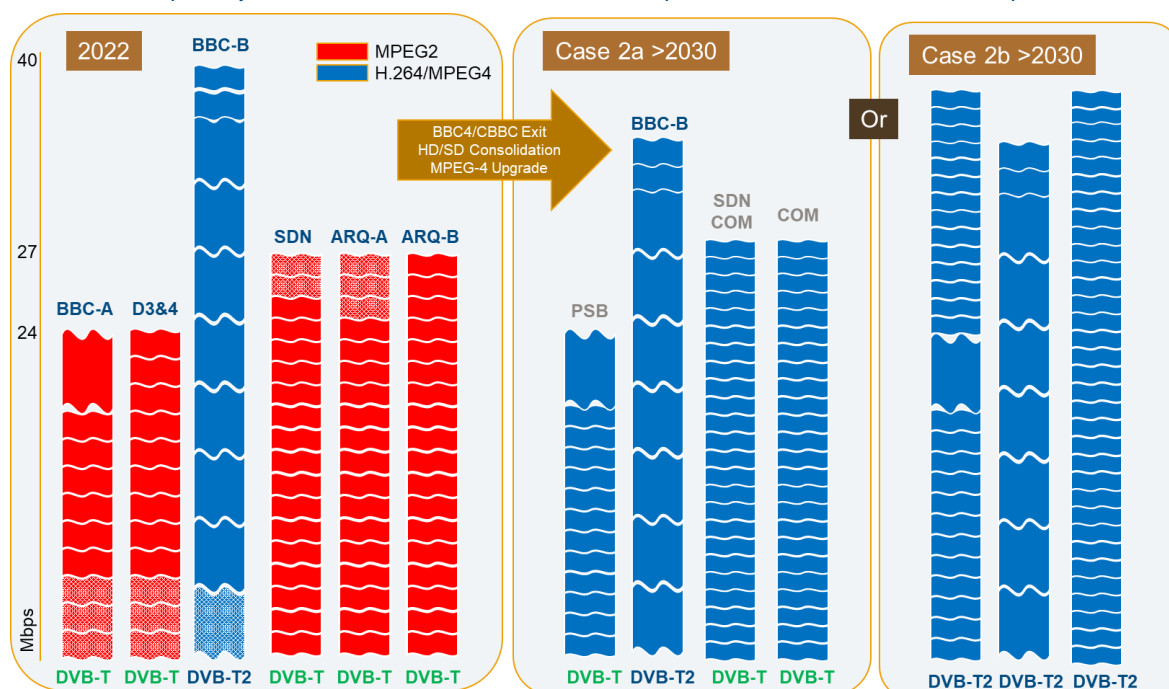 2022
BBC-B
MPEG2
H.264/MPEG4
40
27
24
Mbps
BBC-A
D3&4
SDN
ARQ-A
ARQ-B
DVB-T
DVB-T
DVB-T2
DVB-T
DVB-T
DVB-T
BBC4/CBBC Exit
HD/SD Consolidation
MPEG-4 Upgrade
Case 2a >2030
BBC-B
PSB
SDN
COM
COM
DVB-T
DVB-T2
DVB-T
DVB-T
Or
Case 2b >2030
DVB-T2
DVB-T2
DVB-T2